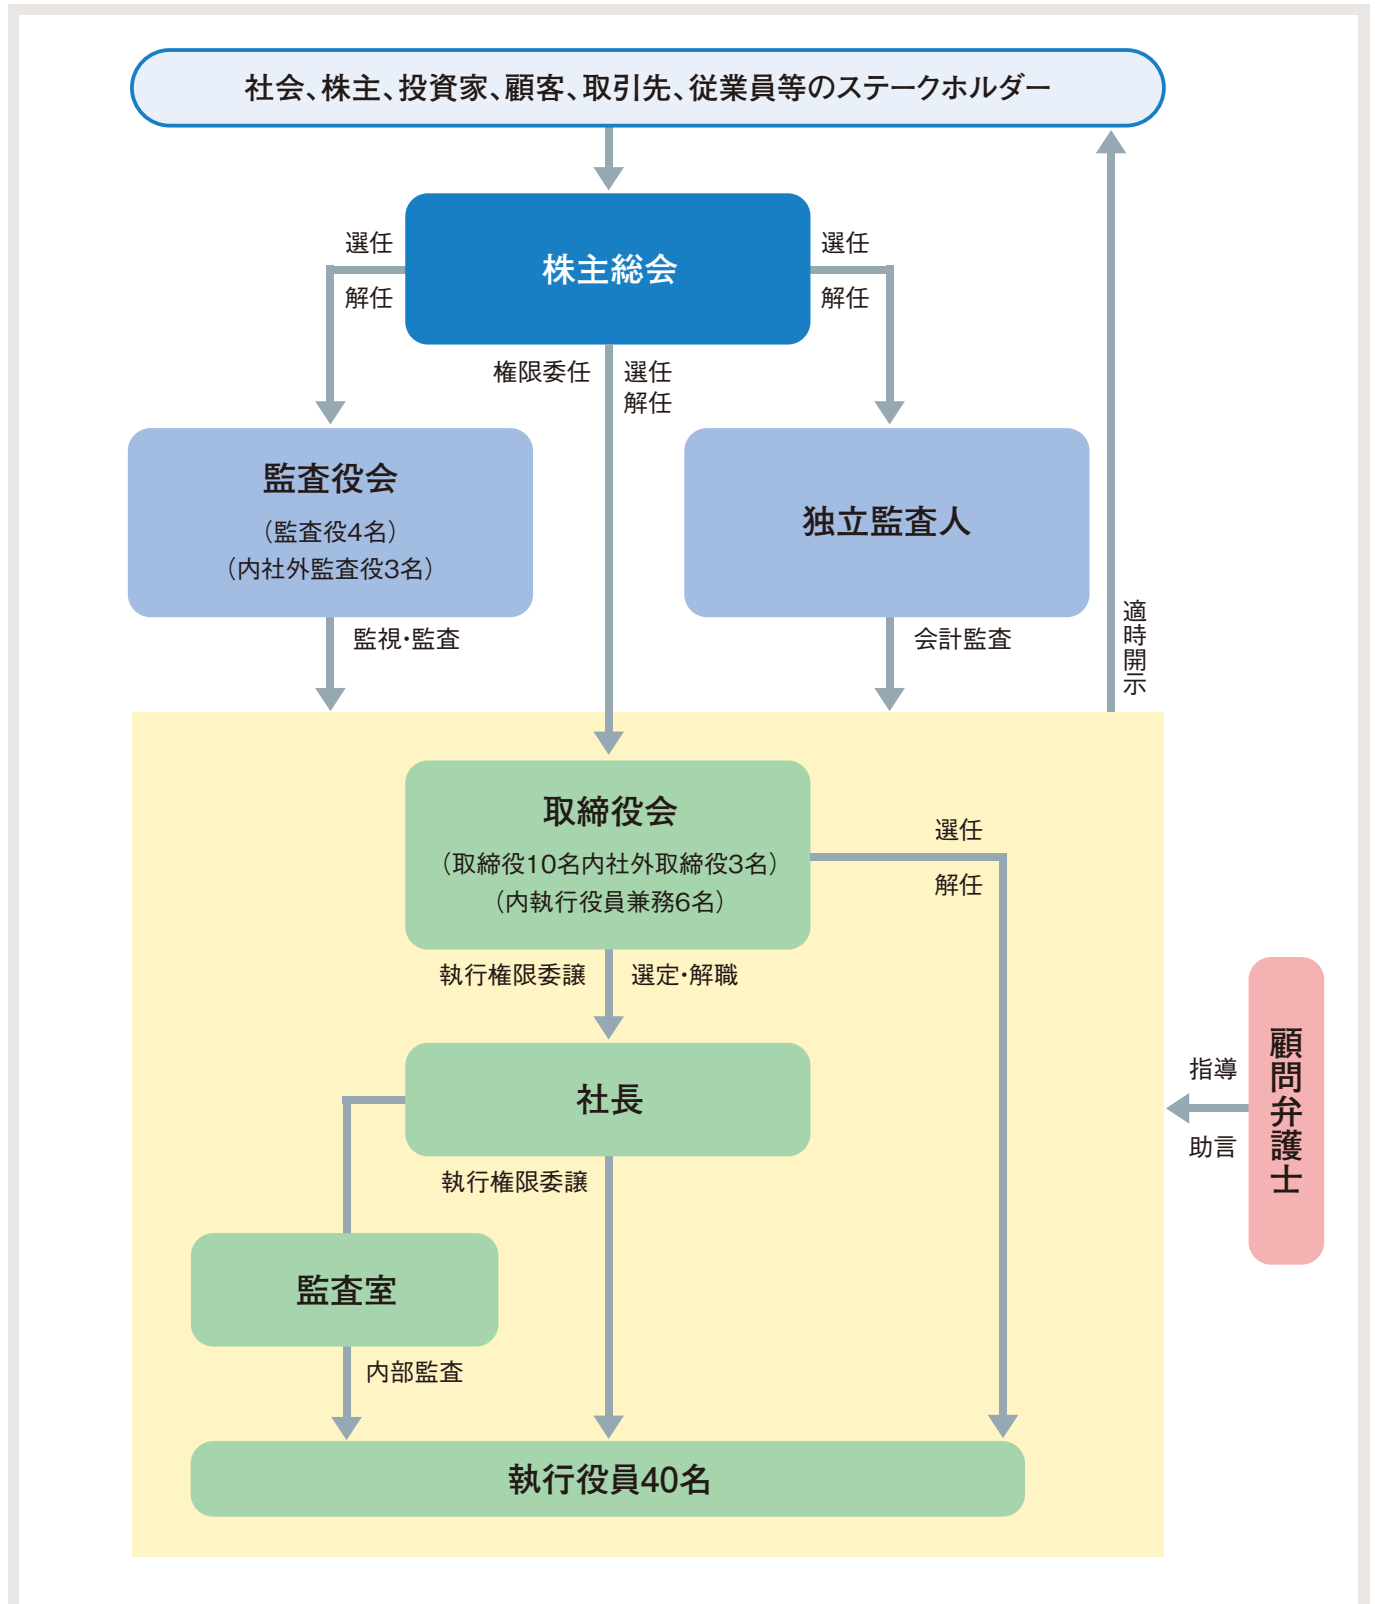 社会、株主、投資家、顧客、取引先、従業員等のステークホルダー
株主総会
選任
解任
選任
解任
権限委任
選任
解任
監査役会
（監査役4名）
（内社外監査役3名）
独立監査人
監視・監査
会計監査
適時開示
取締役会
（取締役10名内社外取締役3名）
（内執行役員兼務6名）
選任
解任
執行権限委譲
選定・解職
社長
執行権限委譲
指導
助言
顧問弁護士
監査室
内部監査
執行役員40名